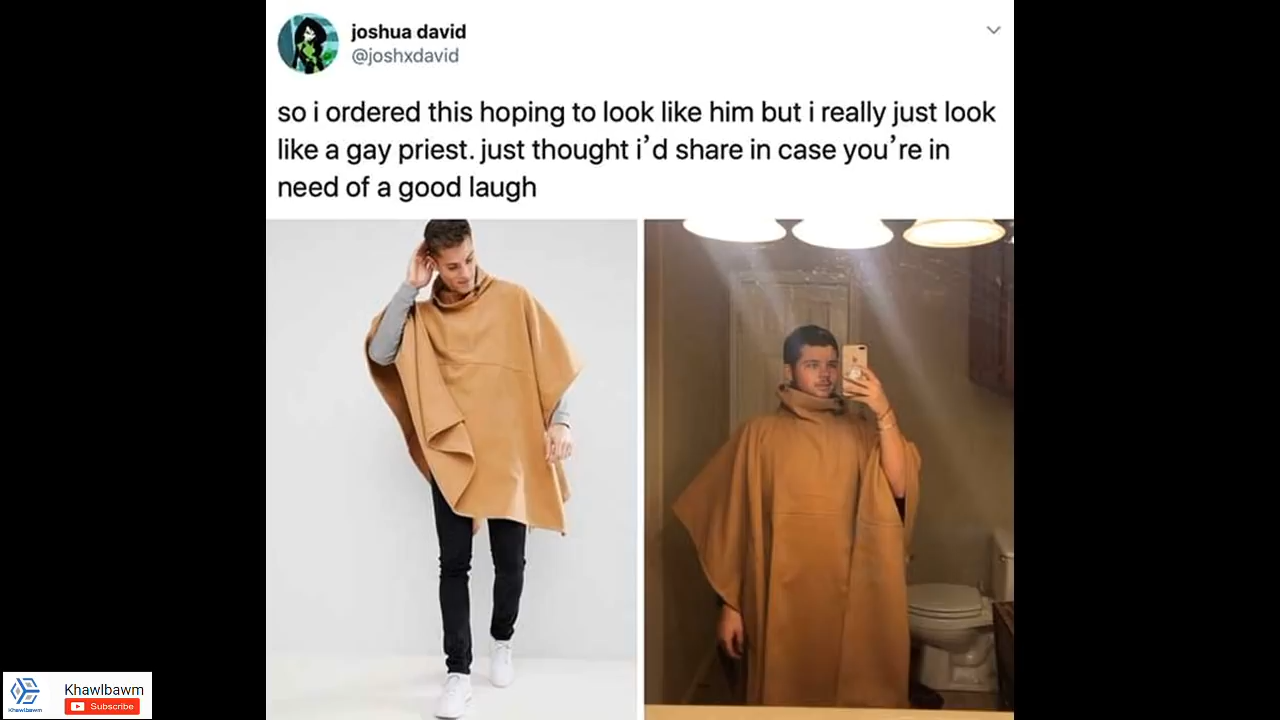 joshua david
@joshxdavid
so i ordered this hoping to look like him but i really just look
like a gay priest. just thought i'd share in case you're in
need of a good laugh
Khawlbawm
Khawlbawm
Subscribe